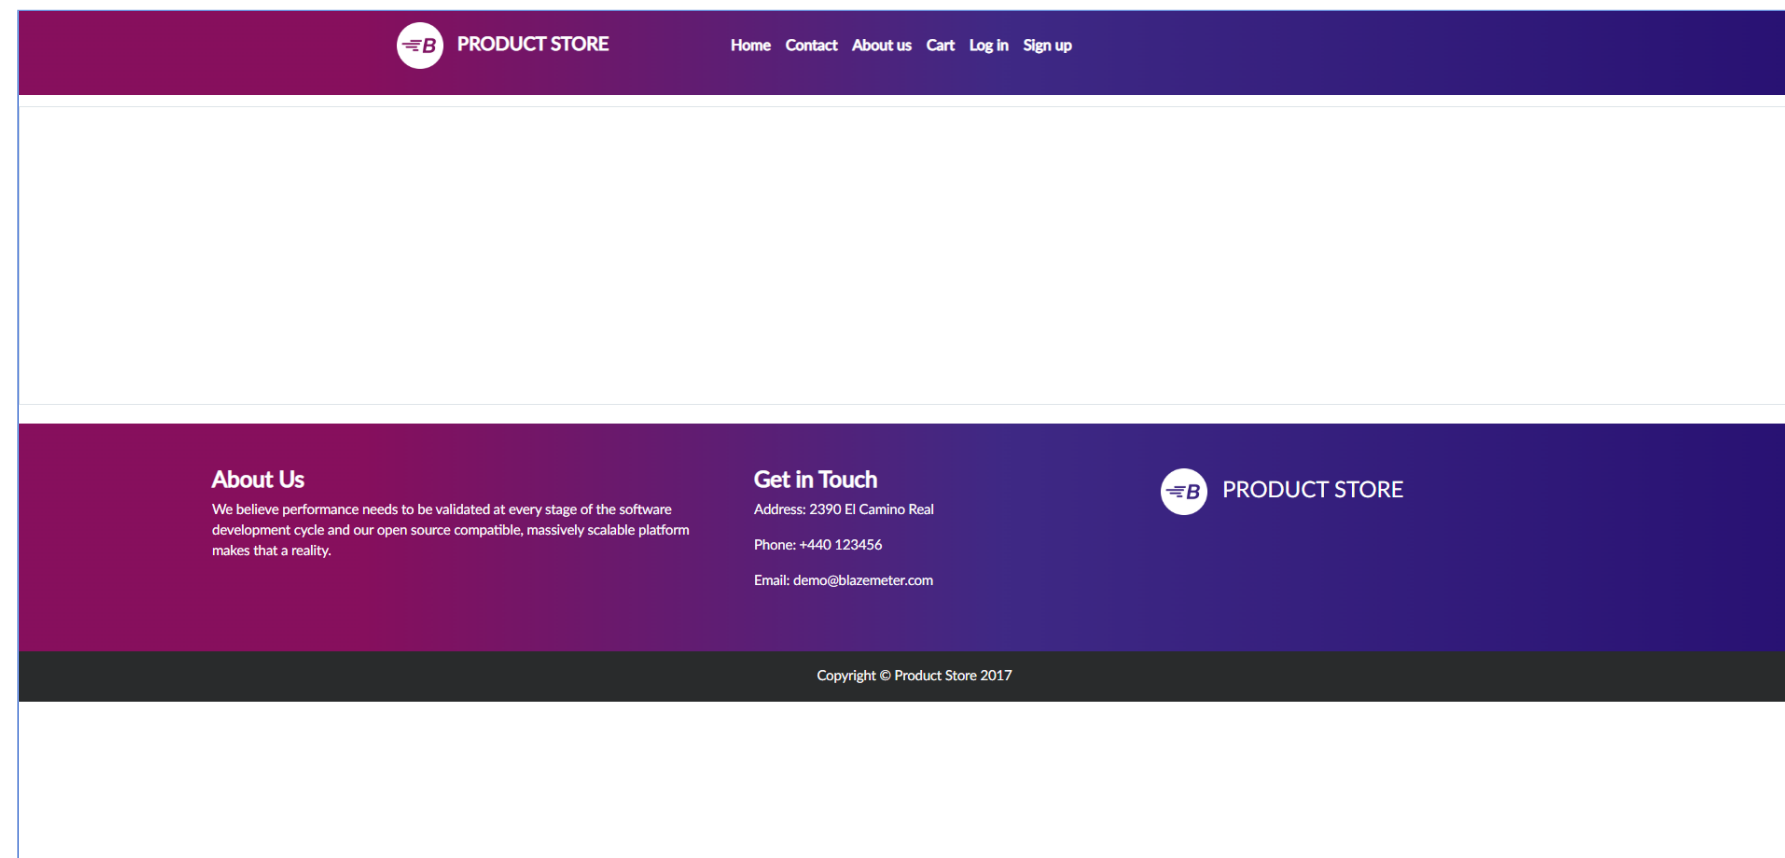 B PRODUCT STORE Home Contact About us Cart Log in Sign up
About Us
We believe performance needs to be validated at every stage of the software
development cycle and our open source compatible, massively scalable platform
makes that a reality.
Get in Touch
Address: 2390 El Camino Real
Phone: +440 123456
Email: demo@blazemeter.com
B PRODUCT STORE
Copyright © Product Store 2017